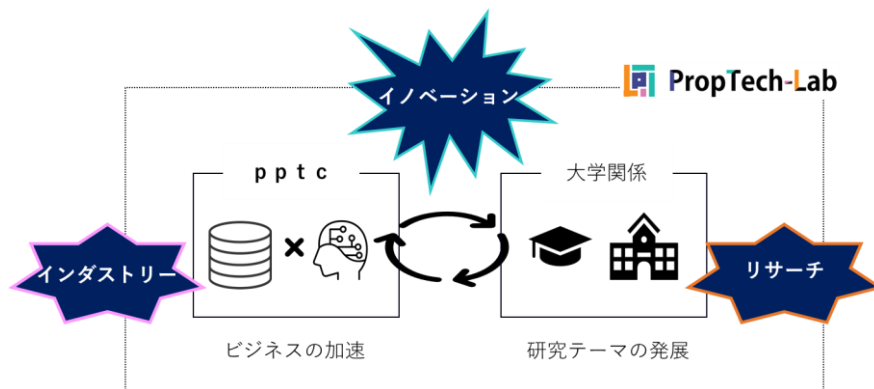 イノベーション
PropTech-Lab
pptc
大学関係
インダストリー
リサーチ
ビジネスの加速
研究テーマの発展